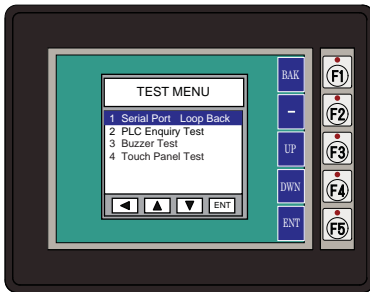 TEST MENU
1 Serial Port Loop Back
2 PLC Enquiry Test
3 Buzzer Test
4 Touch Panel Test
ENT
BAK
–
UP
DWN
ENT
F1
F2
F3
F4
F5